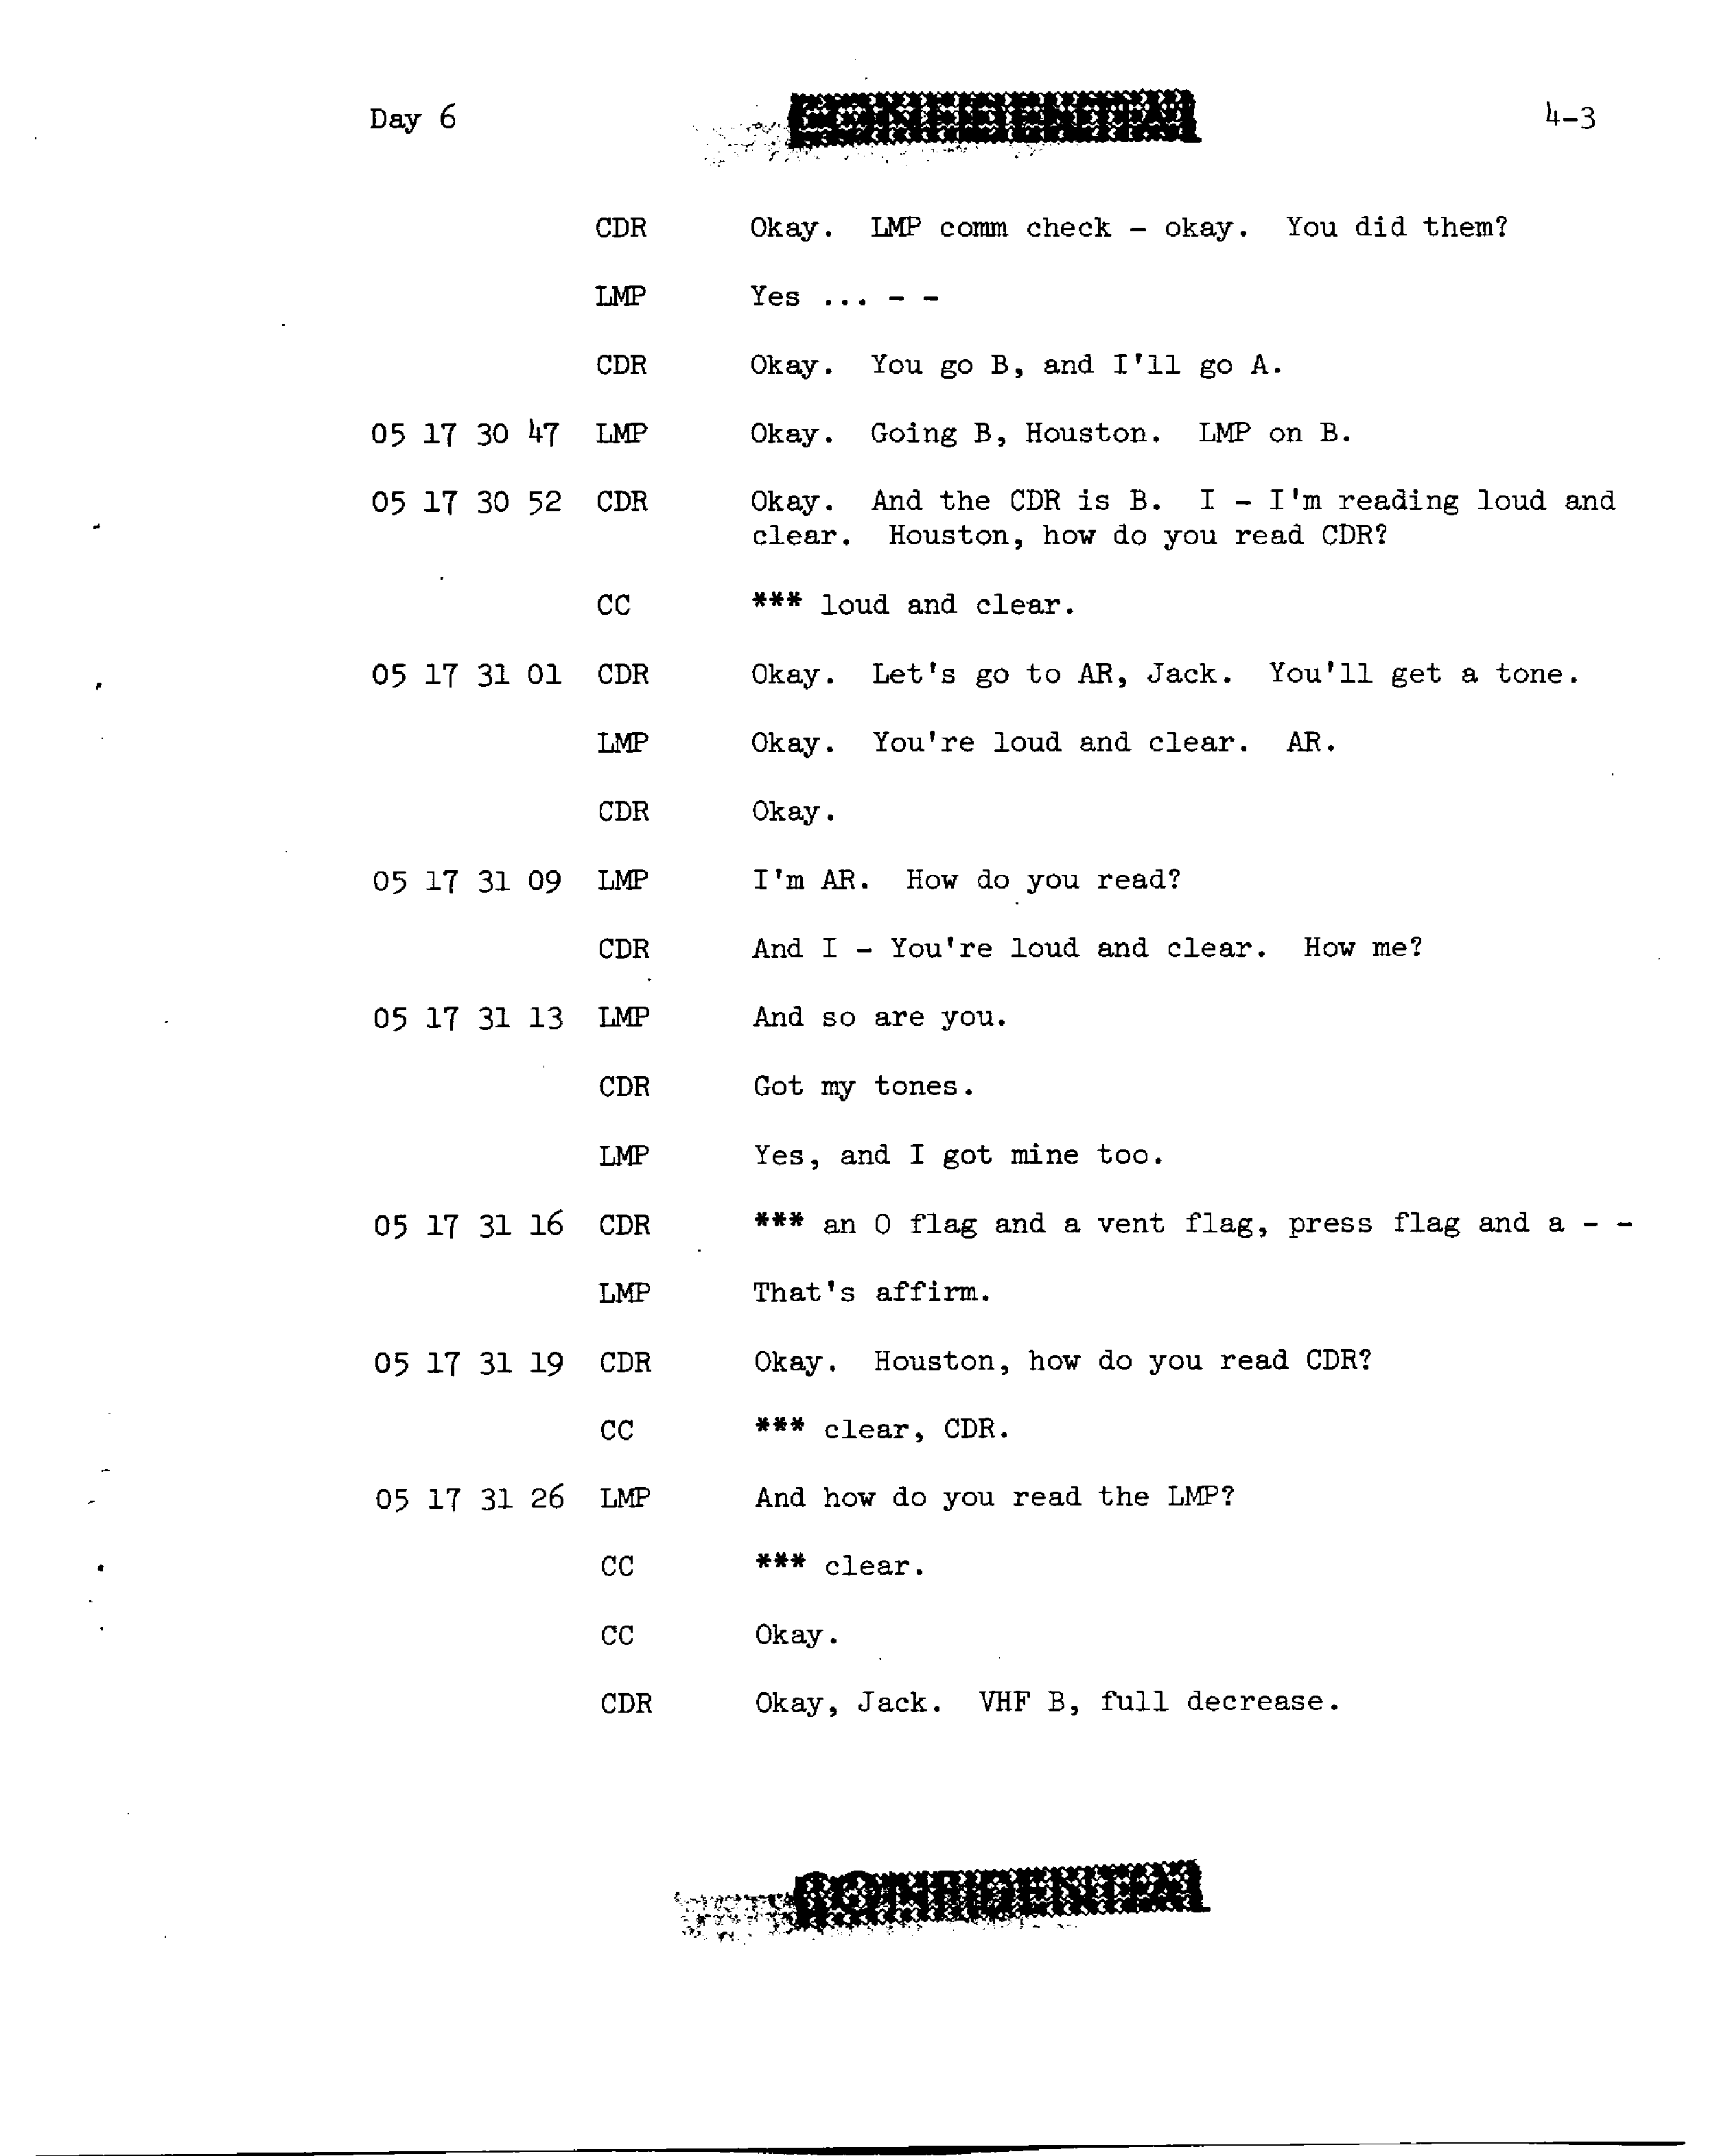 Day 6
CONFIDENTIAL
4-3
CDR Okay. LMP comm check - okay. You did them?
LMP Yes ... - -
CDR Okay. You go B, and I'll go A.
05 17 30 47 LMP Okay. Going B, Houston. LMP on B.
05 17 30 52 CDR Okay. And the CDR is B. I - I'm reading loud and
clear. Houston, how do you read CDR?
CC *** loud and clear.
05 17 31 01 CDR Okay. Let's go to AR, Jack. You'll get a tone.
LMP Okay. You're loud and clear. AR.
CDR Okay.
05 17 31 09 LMP I'm AR. How do you read?
CDR And I - You're loud and clear. How me?
05 17 31 13 LMP And so are you.
CDR Got my tones.
LMP Yes, and I got mine too.
05 17 31 16 CDR *** an O flag and a vent flag, press flag and a - -
LMP That's affirm.
05 17 31 19 CDR Okay. Houston, how do you read CDR?
CC *** clear, CDR.
05 17 31 26 LMP And how do you read the LMP?
CC *** clear.
CC Okay.
CDR Okay, Jack. VHF B, full decrease.
CONFIDENTIAL